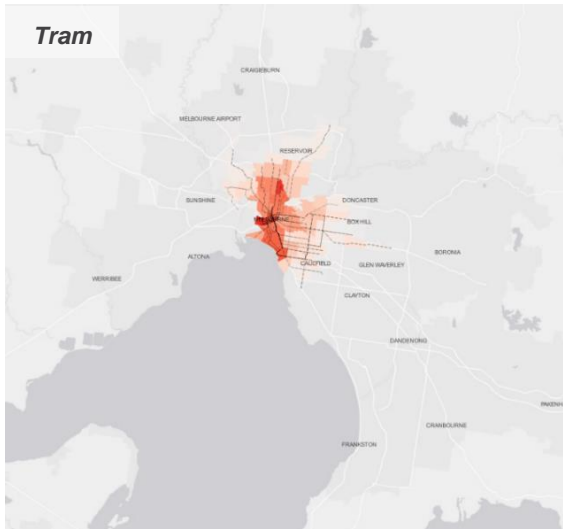 Tram
CRAIGIEBURN
MELBOURNE AIRPORT
RESERVOIR
SUNSHINE
DONCASTER
BOX HILL
BORONIA
ALTONA
CAULFIELD
GLEN WAVERLEY
WERRIBEE
CLAYTON
DANDENONG
PAKENH
CRANBOURNE
FRANKSTON